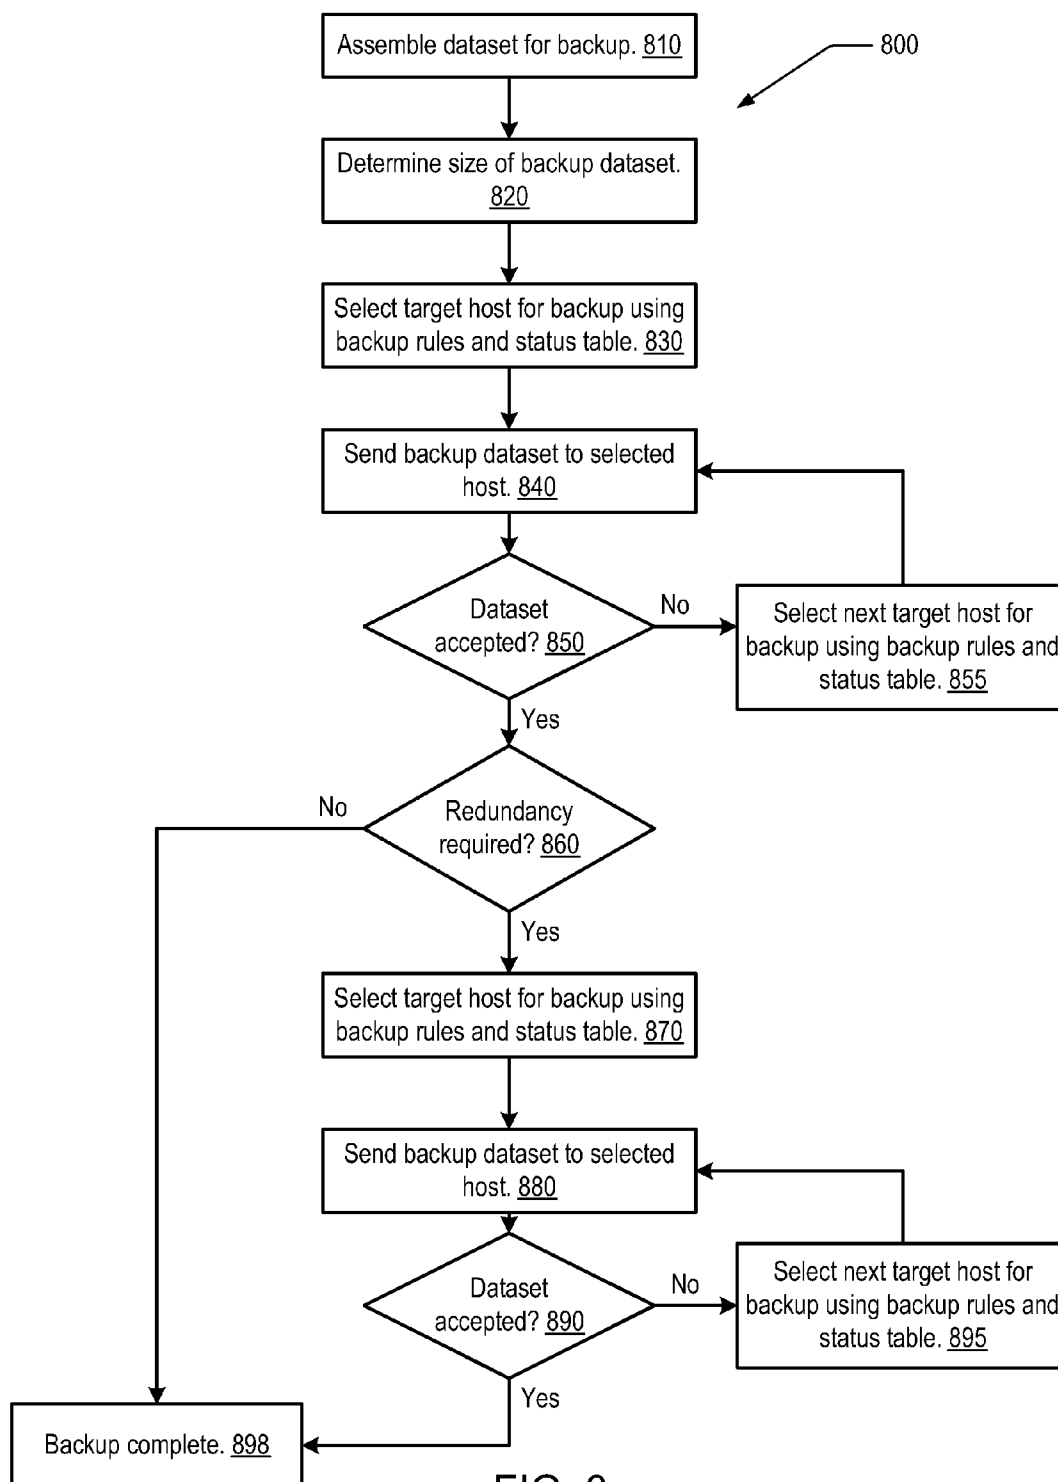 Assemble dataset for backup. 810
800
Determine size of backup dataset.
820
Select target host for backup using
backup rules and status table. 830
Send backup dataset to selected
host. 840
Dataset
accepted? 850
No
Select next target host for
backup using backup rules and
status table. 855
Yes
Redundancy
required? 860
No
Yes
Select target host for backup using
backup rules and status table. 870
Send backup dataset to selected
host. 880
Dataset
accepted? 890
No
Select next target host for
backup using backup rules and
status table. 895
Yes
Backup complete. 898
FIG.